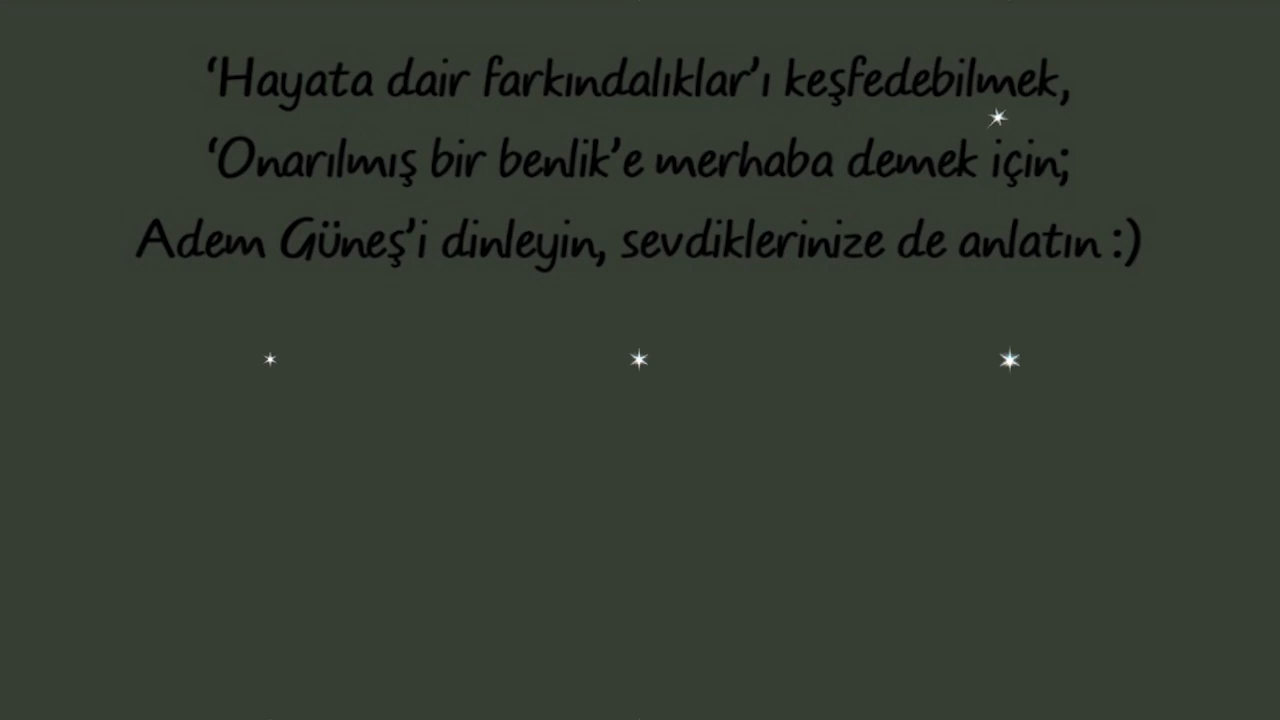 ‘Hayata dair farkındalıklar’ı keşfedebilmek,
‘Onarılmış bir benlik’e merhaba demek için;
Adem Güneş’i dinleyin, sevdiklerinize de anlatın :)